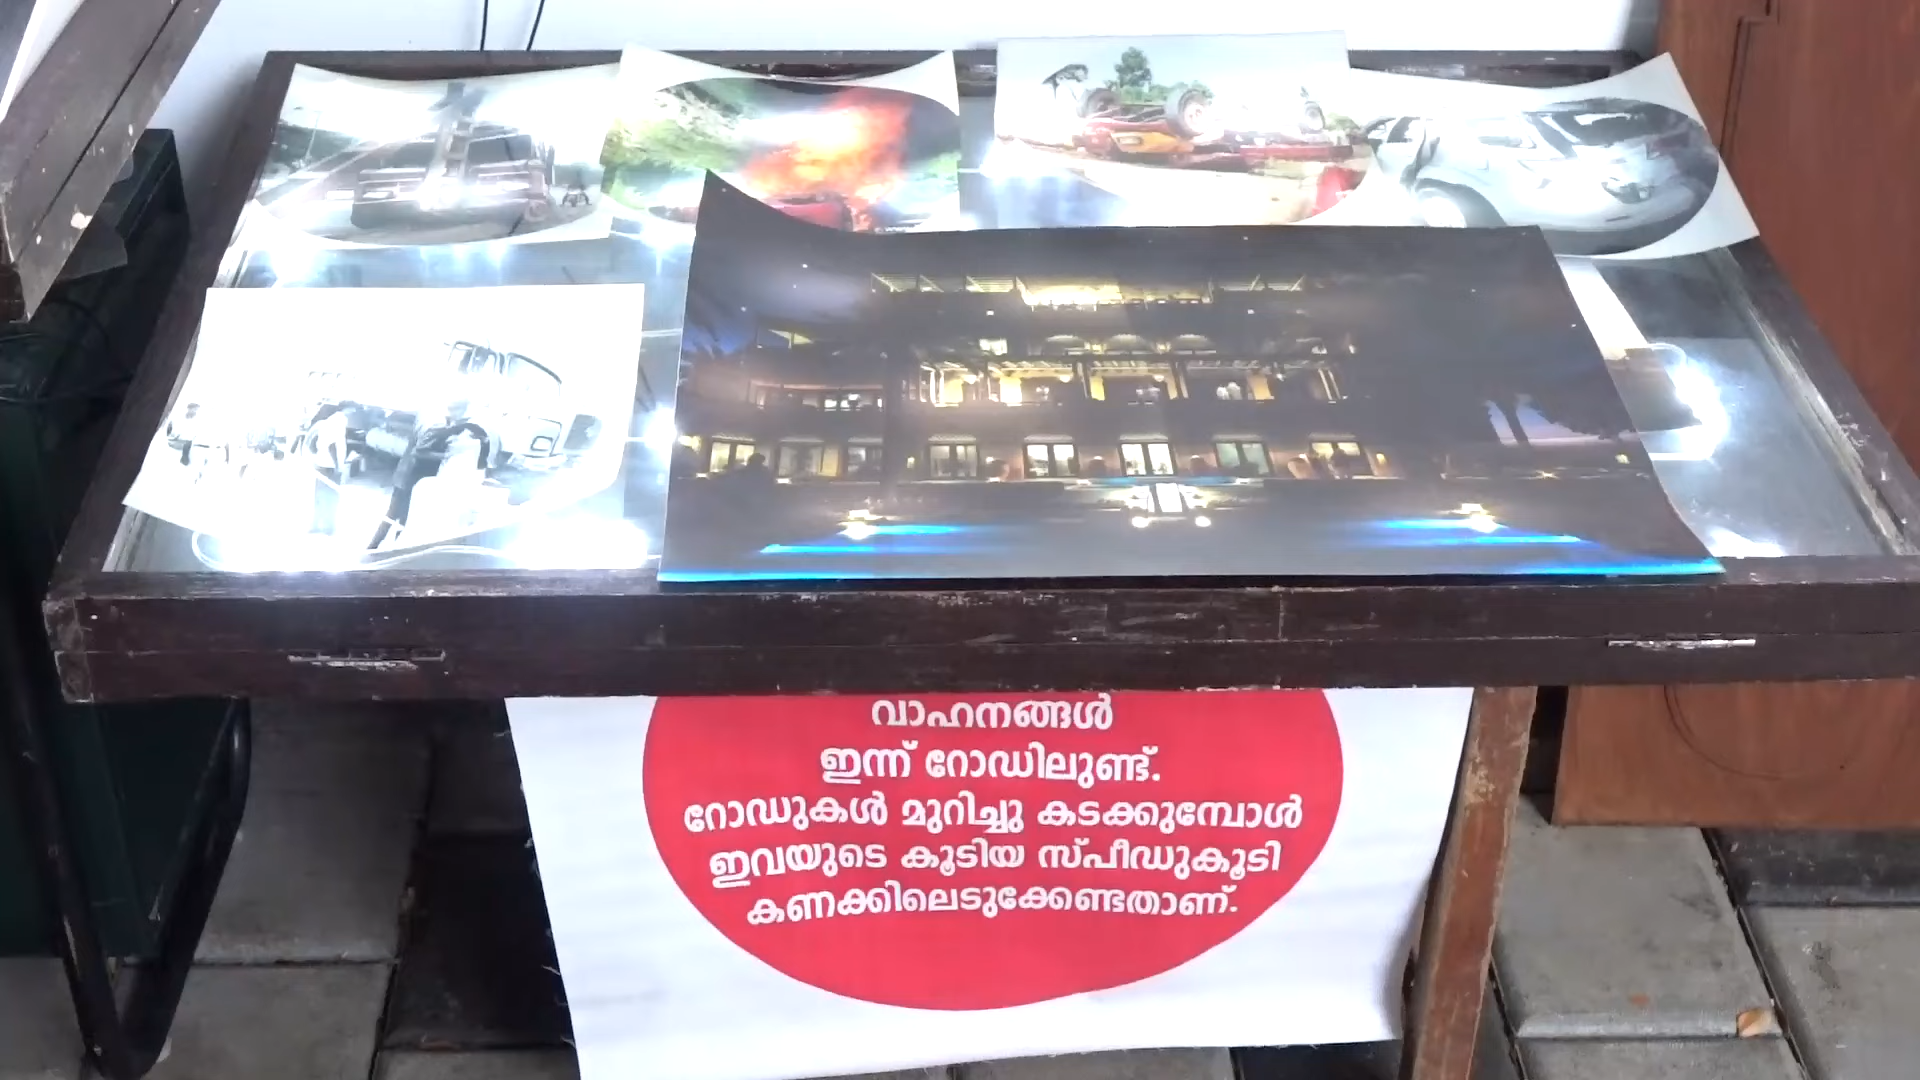 വാഹനങ്ങൾ
ഇന്ന് റോഡിലുണ്ട്.
റോഡുകൾ മുറിച്ചു കടക്കുമ്പോൾ
ഇവയുടെ കൂടിയ സ്പീഡുകൂടി
കണക്കിലെടുക്കേണ്ടതാണ്.